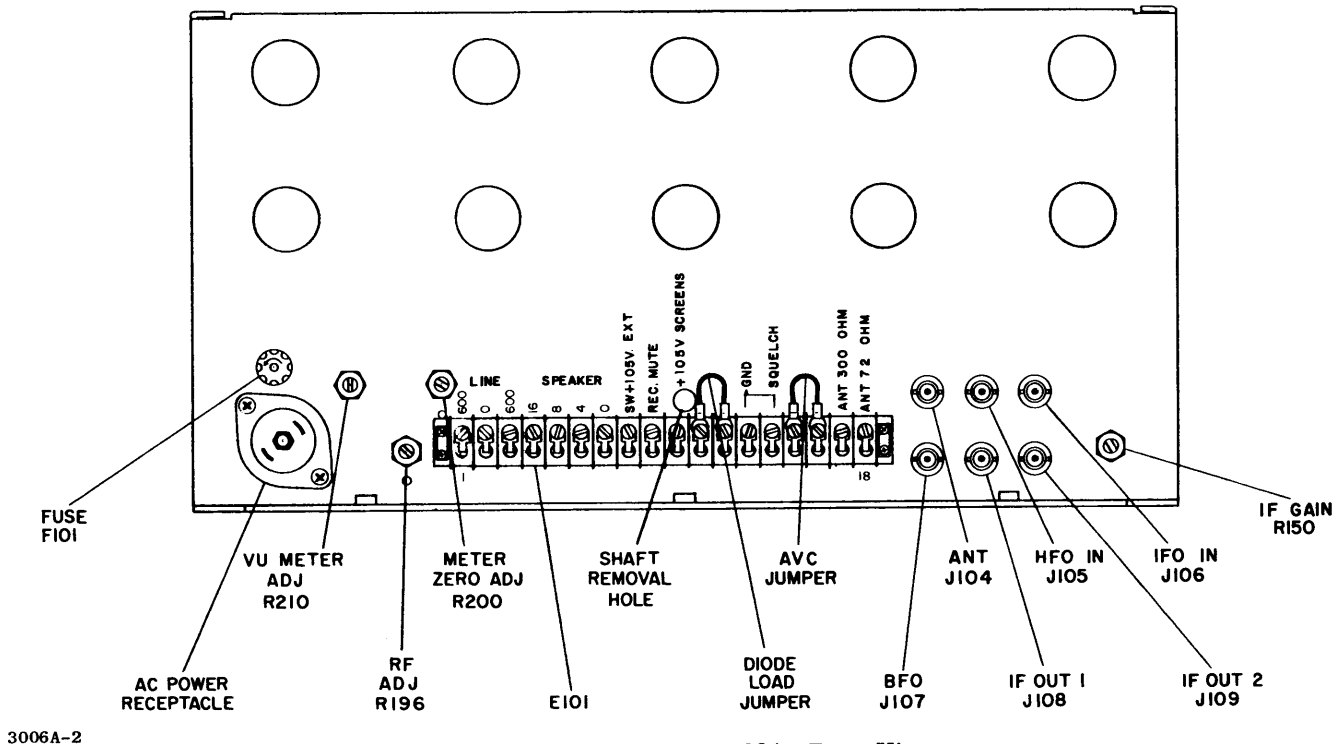 LINE
SPEAKER
0
600
0
600
16
8
4
0
SW+105V. EXT
REC. MUTE
+105V SCREENS
GND
SQUELCH
ANT 300 OHM
ANT 72 OHM
1
18
FUSE
F101
VU METER
ADJ
R210
METER
ZERO ADJ
R200
SHAFT
REMOVAL
HOLE
AVC
JUMPER
ANT
J104
HFO IN
J105
IFO IN
J106
IF GAIN
R150
AC POWER
RECEPTACLE
RF
ADJ
R196
E101
DIODE
LOAD
JUMPER
BFO
J107
IF OUT 1
J108
IF OUT 2
J109
3006A-2